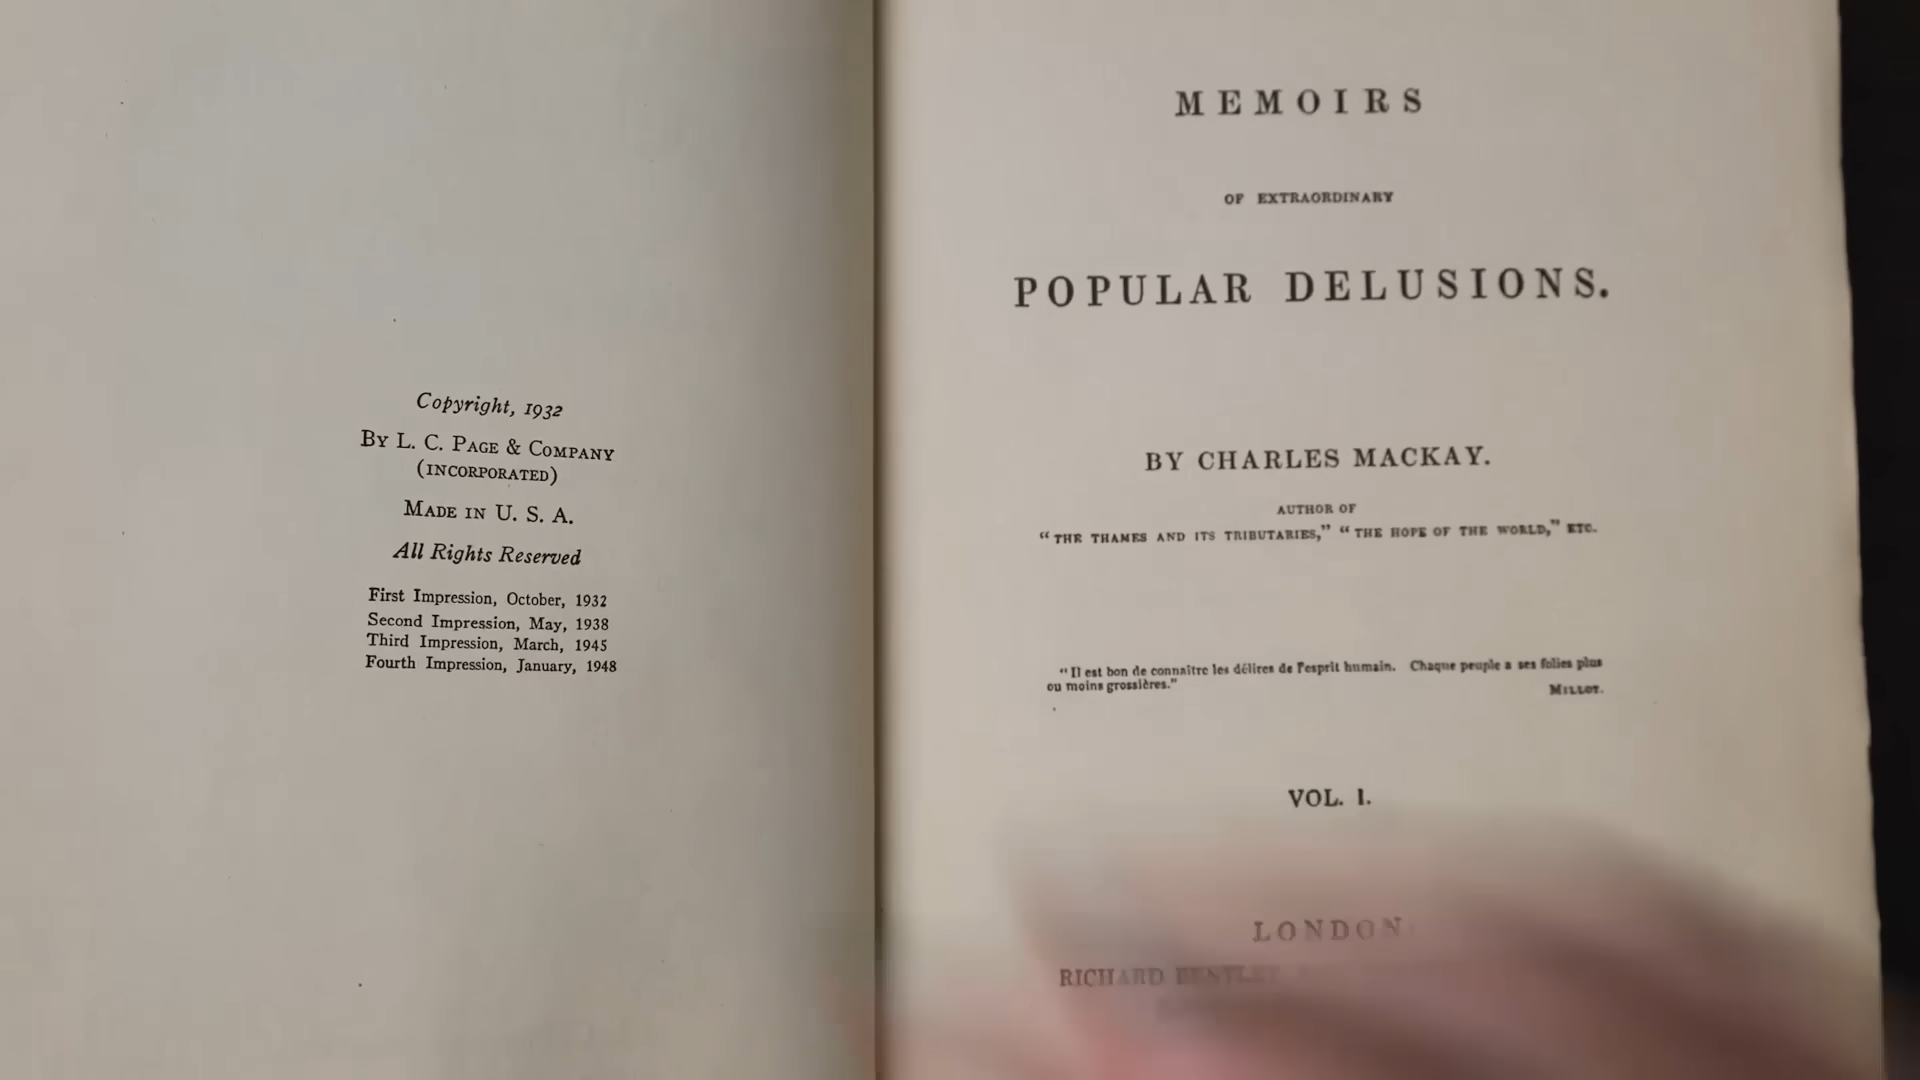 Copyright, 1932
By L. C. Page & Company
(INCORPORATED)
Made in U. S. A.
All Rights Reserved
First Impression, October, 1932
Second Impression, May, 1938
Third Impression, March, 1945
Fourth Impression, January, 1948
MEMOIRS
OF EXTRAORDINARY
POPULAR DELUSIONS.
BY CHARLES MACKAY.
AUTHOR OF
“THE THAMES AND ITS TRIBUTARIES,” “THE HOPE OF THE WORLD,” ETC.
“Il est bon de connaître les délires de l'esprit humain. Chaque peuple a ses folies plus
ou moins grossières.”
MILLOT.
VOL. I.
LONDON
RICHARD BENTLEY